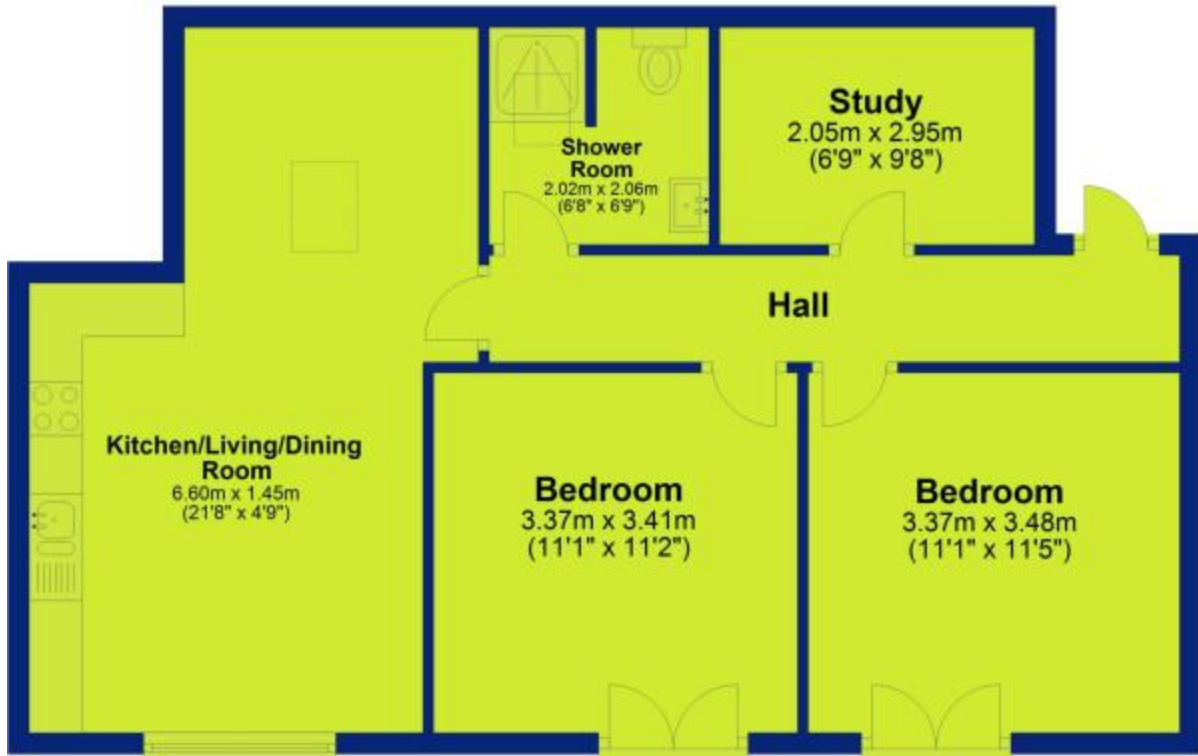 Study
2.05m x 2.95m
(6'9" x 9'8")
Shower
Room
2.02m x 2.06m
(6'8" x 6'9")
Hall
Kitchen/Living/Dining
Room
6.60m x 1.45m
(21'8" x 4'9")
Bedroom
3.37m x 3.41m
(11'1" x 11'2")
Bedroom
3.37m x 3.48m
(11'1" x 11'5")